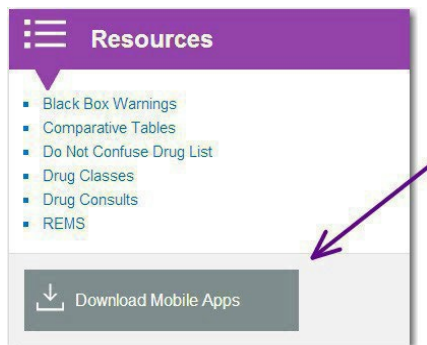 Resources
Black Box Warnings
Comparative Tables
Do Not Confuse Drug List
Drug Classes
Drug Consults
REMS
Download Mobile Apps